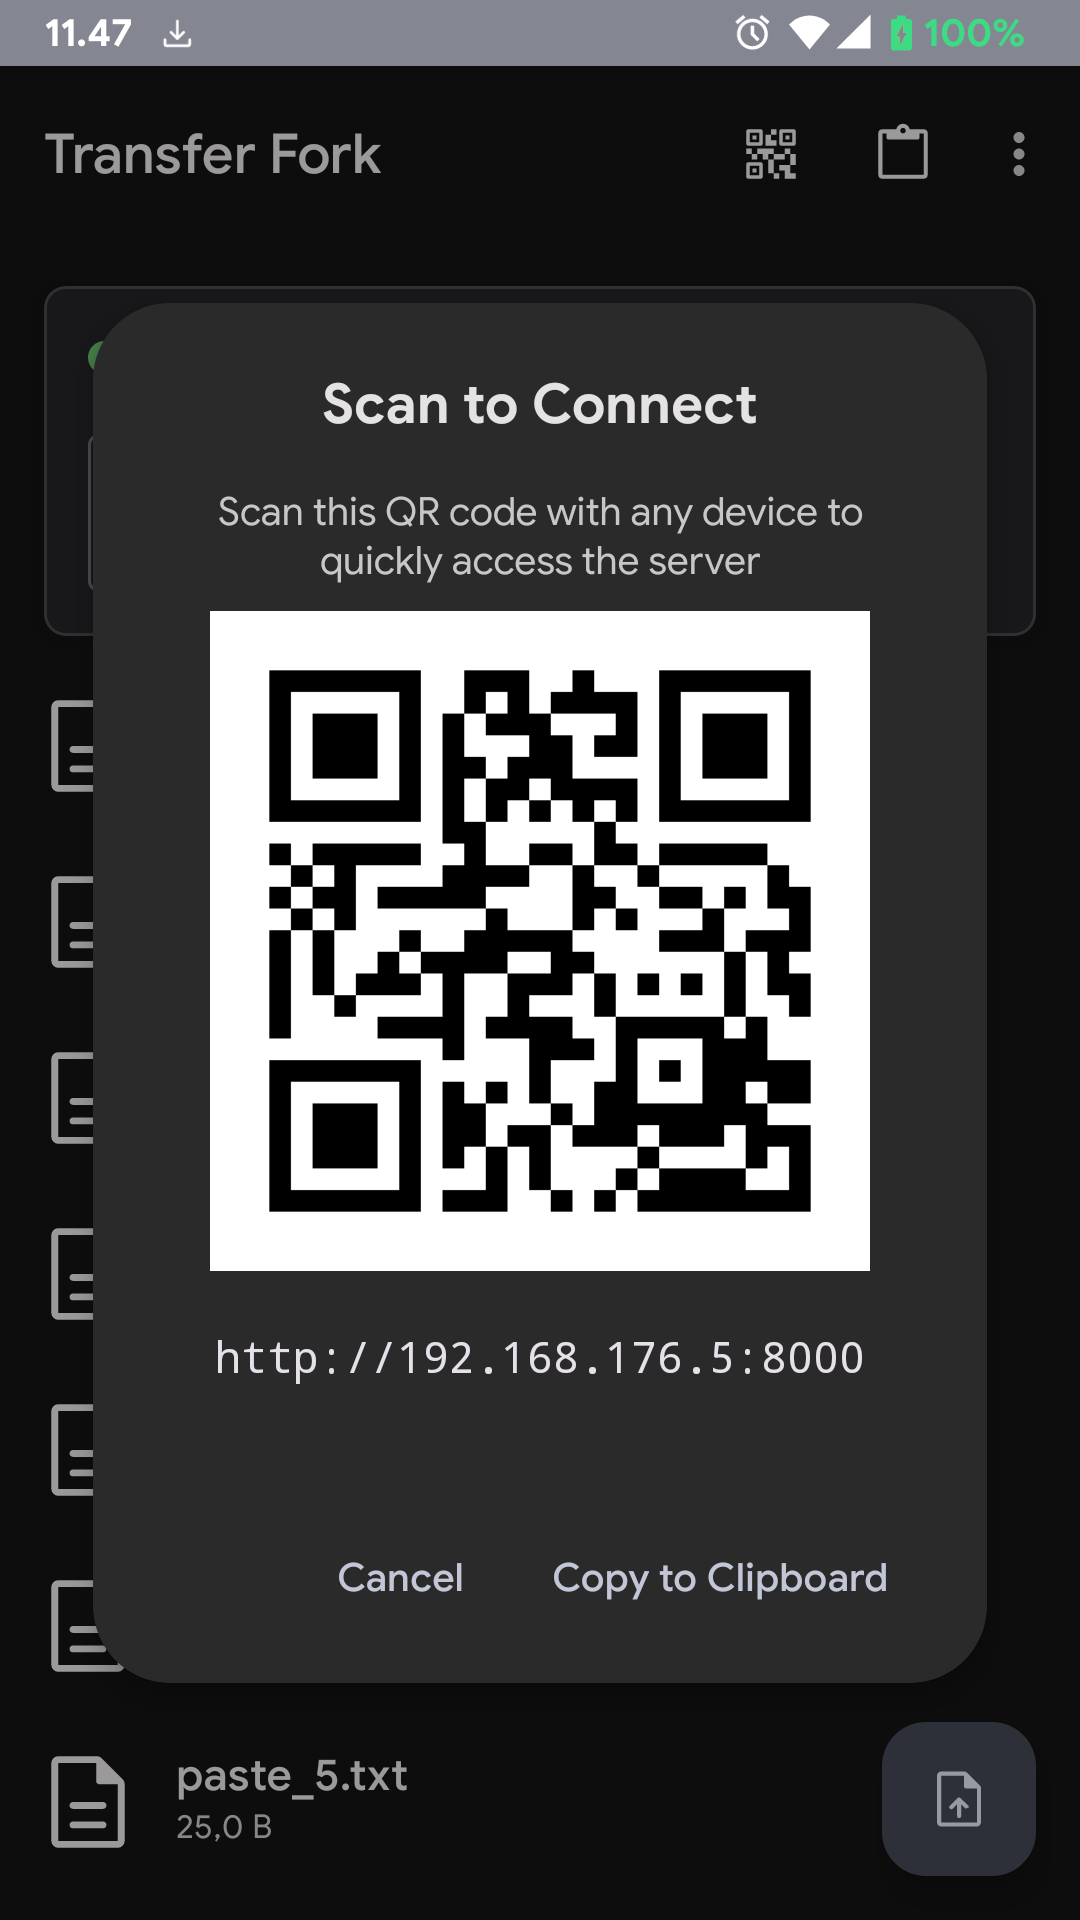 11.47
100%
Transfer Fork
Scan to Connect
Scan this QR code with any device to
quickly access the server
http://192.168.176.5:8000
Cancel
Copy to Clipboard
paste_5.txt
25,0 B